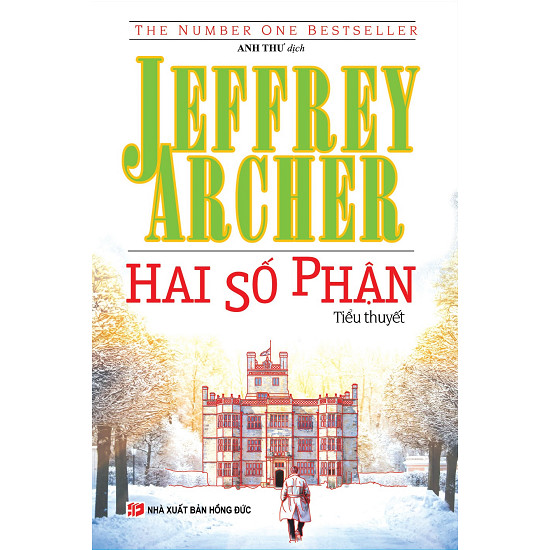 THE NUMBER ONE BESTSELLER
ANH THƯ dịch
JEFFREY
ARCHER
HAI SỐ PHẬN
Tiểu thuyết
NHÀ XUẤT BẢN HỒNG ĐỨC